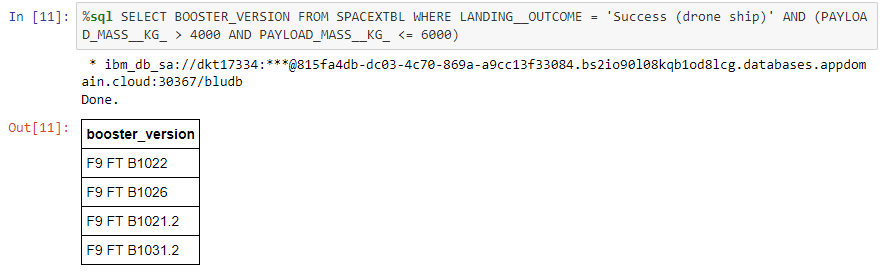 In [11]: %sql SELECT BOOSTER_VERSION FROM SPACEXTBL WHERE LANDING__OUTCOME = 'Success (drone ship)' AND (PAYLOA
D_MASS__KG_ > 4000 AND PAYLOAD_MASS__KG_ <= 6000)
* ibm_db_sa://dkt17334:***@815fa4db-dc03-4c70-869a-a9cc13f33084.bs2io90l08kqb1od8lcg.databases.appdom
ain.cloud:30367/bludb
Done.
Out[11]: booster_version
F9 FT B1022
F9 FT B1026
F9 FT B1021.2
F9 FT B1031.2